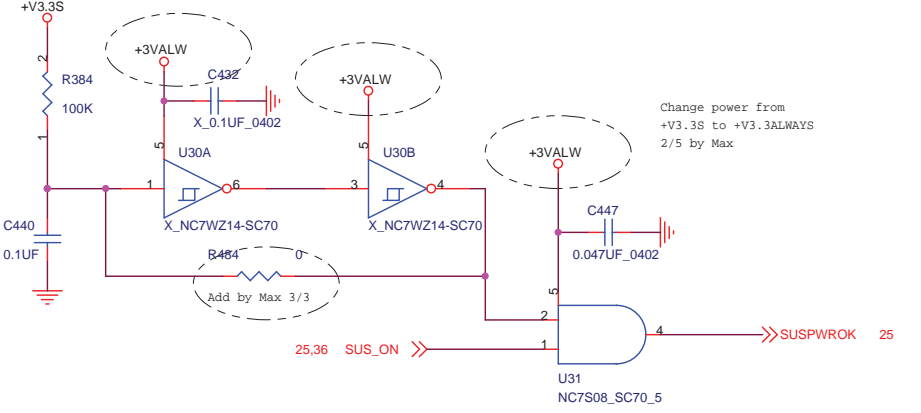 +V3.3S
2
R384
100K
1
C440
0.1UF
+3VALW
C432
X_0.1UF_0402
5
U30A
1
6
X_NC7WZ14-SC70
+3VALW
5
U30B
3
4
X_NC7WZ14-SC70
R484 0
Add by Max 3/3
+3VALW
Change power from
+V3.3S to +V3.3ALWAYS
2/5 by Max
C447
0.047UF_0402
5
2
1
4
25,36 SUS_ON
SUSPWROK 25
U31
NC7S08_SC70_5